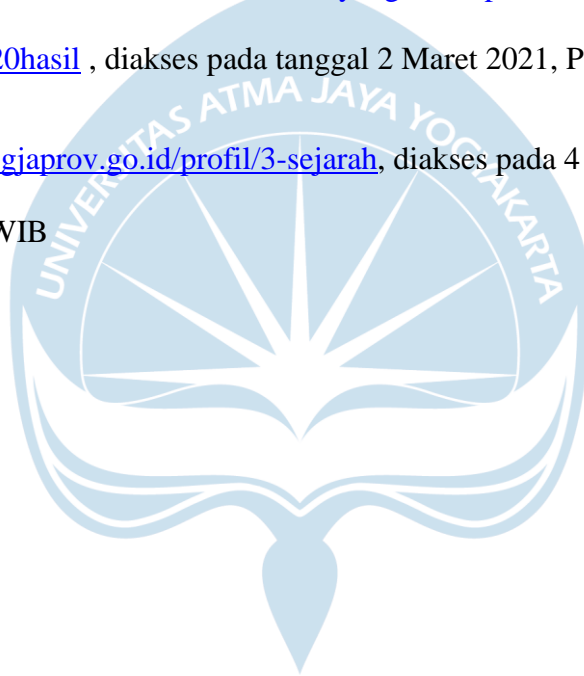 20hasil , diakses pada tanggal 2 Maret 2021, P
UNIVERSITAS ATMA JAYA YOGYAKARTA
gjaprov.go.id/profil/3-sejarah, diakses pada 4
WIB